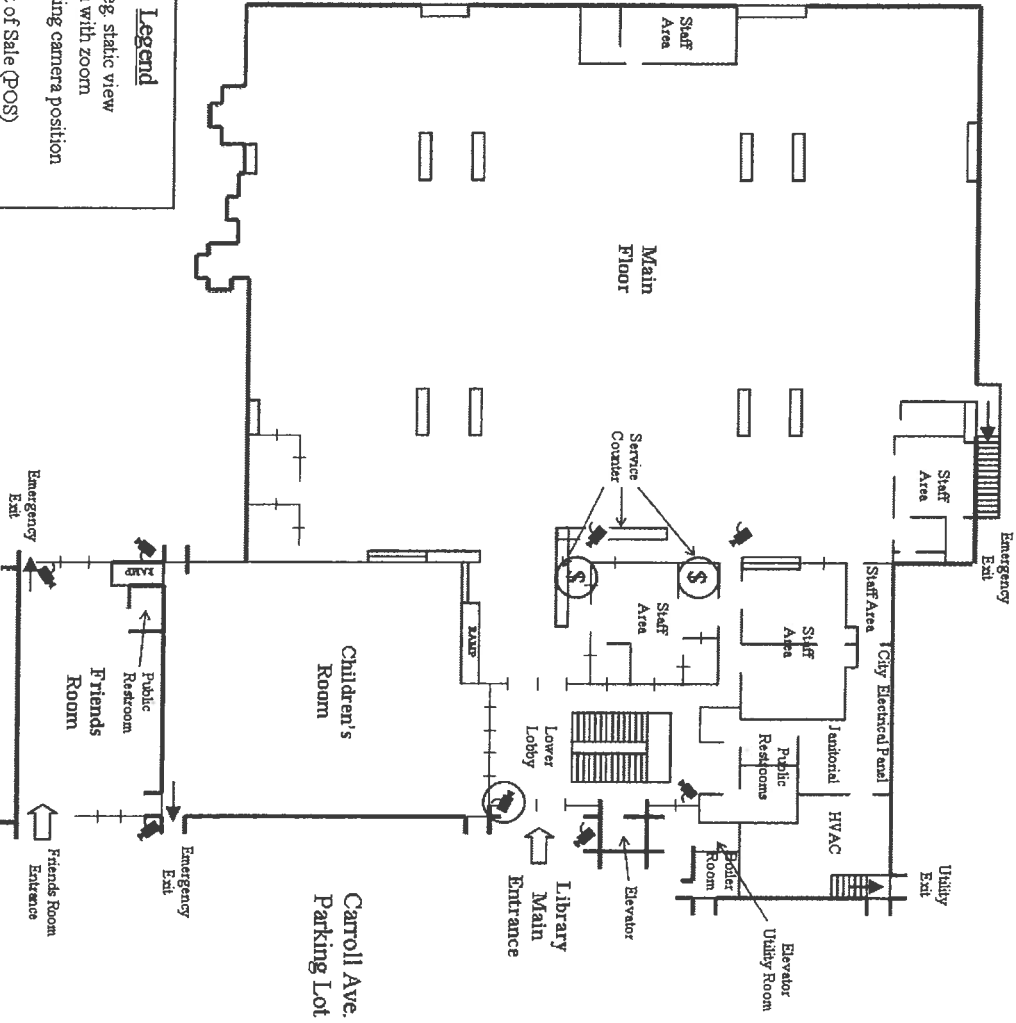 Legend
eg. static view
with zoom
ing camera position
of Sale (POS)
Staff
Area
Main
Floor
Service
Counter
Staff
Area
Emergency
Exit
$
$
Staff
Area
Staff
Area
Staff Area
City Electrical Panel
Janitorial
HVAC
Public
Restrooms
Boiler
Room
Utility
Exit
Elevator
Utility Room
Elevator
Lower
Lobby
Library
Main
Entrance
RAMP
Children's
Room
Carroll Ave.
Parking Lot
Emergency
Exit
RAMP
Public
Restroom
Friends
Room
Emergency
Exit
Friends Room
Entrance